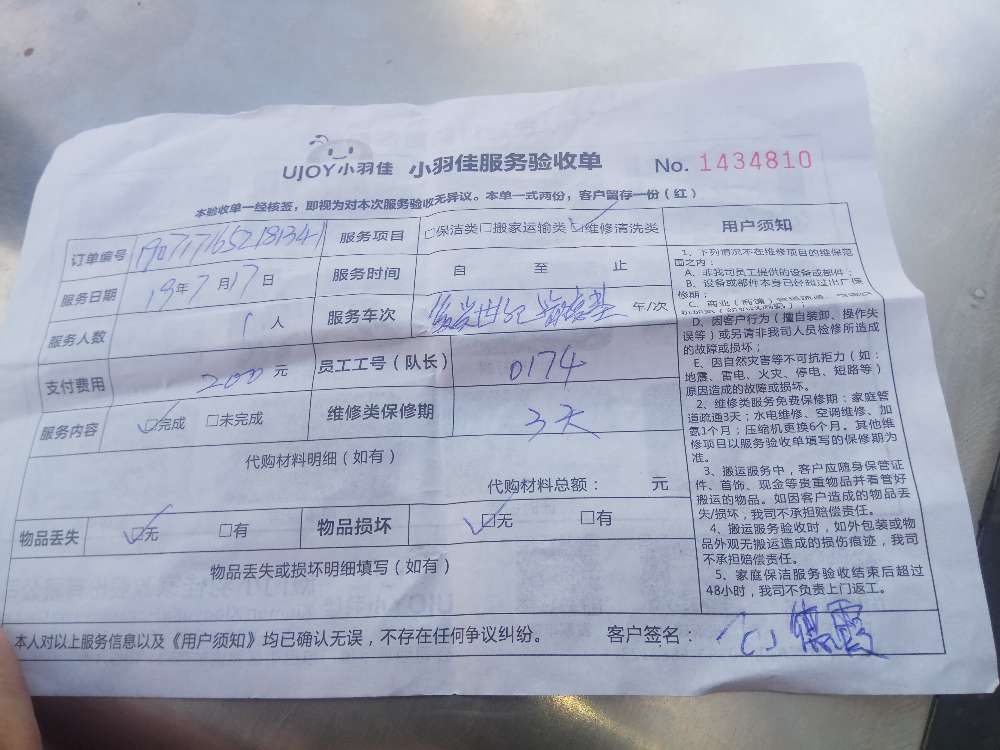 UJOY小羽佳 小羽佳服务验收单 No. 1434810
本验收单一经核签，即视为对本次服务验收无异议。本单一式两份，客户留存一份（红）
订单编号 服务项目 □保洁类□搬家运输类☑维修清洗类
服务日期 19年7月17日 服务时间 自 至 止
服务人数 1人 服务车次 年/次
支付费用 200元 员工工号（队长） 0174
服务内容 ☑完成 □未完成 维修类保修期 3天
代购材料明细（如有）
代购材料总额： 元
物品丢失 ☑无 □有 物品损坏 ☑无 □有
物品丢失或损坏明细填写（如有）
本人对以上服务信息以及《用户须知》均已确认无误，不存在任何争议纠纷。 客户签名：
用户须知
1、下列情况不在维修项目的维保范
围之内：
A、非我司员工提供的设备或部件；
B、设备或部件本身已经超过出厂保
修期；
D、因客户行为（擅自装卸、操作失
误等）或另请非我司人员检修所造成
的故障或损坏；
E、因自然灾害等不可抗拒力（如：
地震、雷电、火灾、停电、短路等）
原因造成的故障或损坏。
2、维修类服务免费保修期：家庭管
道疏通3天；水电维修、空调维修、加
氨1个月；压缩机更换6个月。其他维
修项目以服务验收单填写的保修期为
准。
3、搬运服务中，客户应随身保管证
件、首饰、现金等贵重物品并看管好
搬运的物品。如因客户造成的物品丢
失/损坏，我司不承担赔偿责任。
4、搬运服务验收时，如外包装或物
品外观无搬运造成的损伤痕迹，我司
不承担赔偿责任。
5、家庭保洁服务验收结束后超过
48小时，我司不负责上门返工。